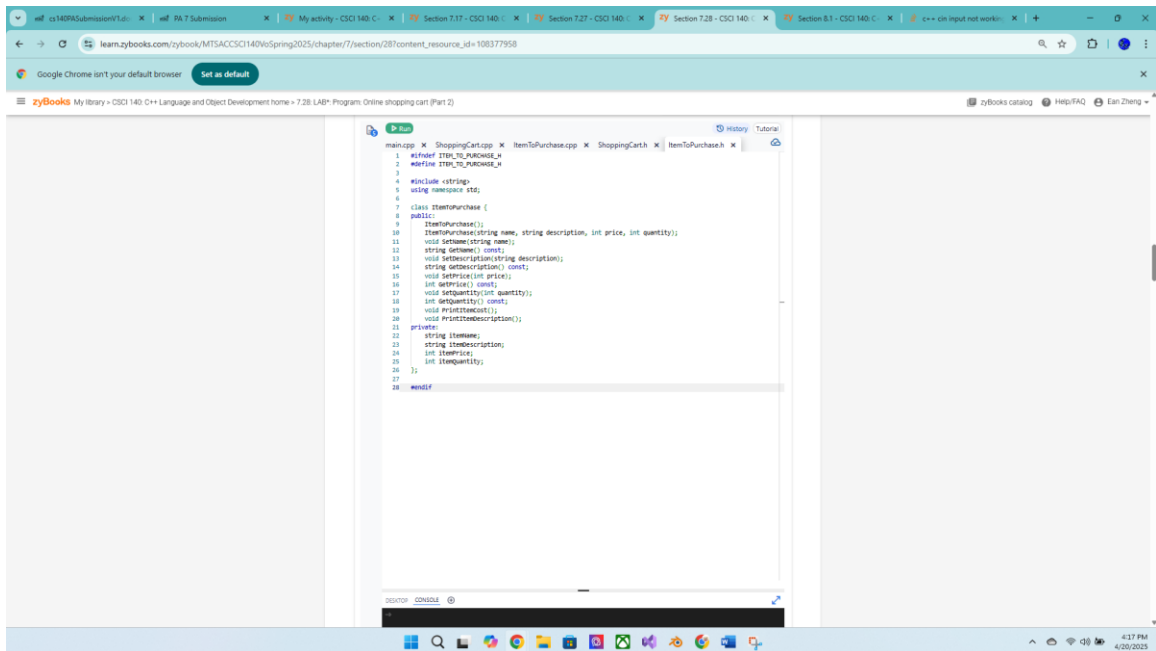 cs140PASubmissionV1.do
PA 7 Submission
My activity - CSCI 140: C-
Section 7.17 - CSCI 140: C
Section 7.27 - CSCI 140: C
Section 7.28 - CSCI 140: C
Section 8.1 - CSCI 140: C-
c++ cin input not working
learn.zybooks.com/zybook/MTSACCSCI140VoSpring2025/chapter/7/section/28?content_resource_id=108377958
Google Chrome isn't your default browser Set as default
zyBooks My library > CSCI 140: C++ Language and Object Development home > 7.28: LAB*: Program: Online shopping cart (Part 2) zyBooks catalog Help/FAQ Ean Zheng
Run History Tutorial
main.cpp ShoppingCart.cpp ItemToPurchase.cpp ShoppingCart.h ItemToPurchase.h
1 #ifndef ITEM_TO_PURCHASE_H
2 #define ITEM_TO_PURCHASE_H
3
4 #include <string>
5 using namespace std;
6
7 class ItemToPurchase {
8 public:
9 ItemToPurchase();
10 ItemToPurchase(string name, string description, int price, int quantity);
11 void SetName(string name);
12 string GetName() const;
13 void SetDescription(string description);
14 string GetDescription() const;
15 void SetPrice(int price);
16 int GetPrice() const;
17 void SetQuantity(int quantity);
18 int GetQuantity() const;
19 void PrintItemCost();
20 void PrintItemDescription();
21 private:
22 string itemName;
23 string itemDescription;
24 int itemPrice;
25 int itemQuantity;
26 };
27
28 #endif
DESKTOP CONSOLE
4:17 PM
4/20/2025